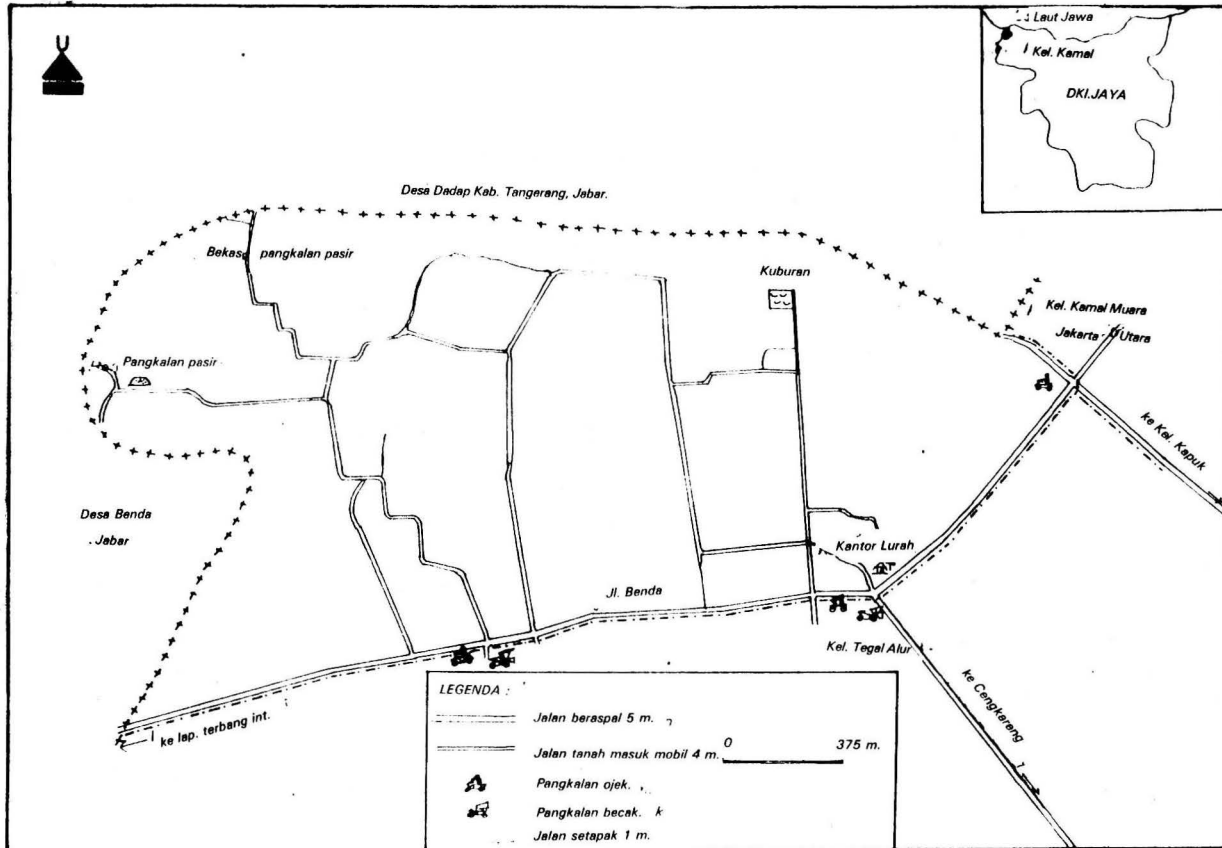 U
Laut Jawa
Kel. Kamal
DKI.JAYA
Desa Dadap Kab. Tangerang, Jabar.
Bekas pangkalan pasir
Kuburan
Kel. Kamal Muara
Jakarta Utara
Pangkalan pasir
ke Kel. Kapuk
Desa Benda
Jabar
Kantor Lurah
Jl. Benda
Kel. Tegal Alur
ke Cengkareng
ke lap. terbang int.
LEGENDA :
Jalan beraspal 5 m.
Jalan tanah masuk mobil 4 m.
0 375 m.
Pangkalan ojek.
Pangkalan becak.
Jalan setapak 1 m.